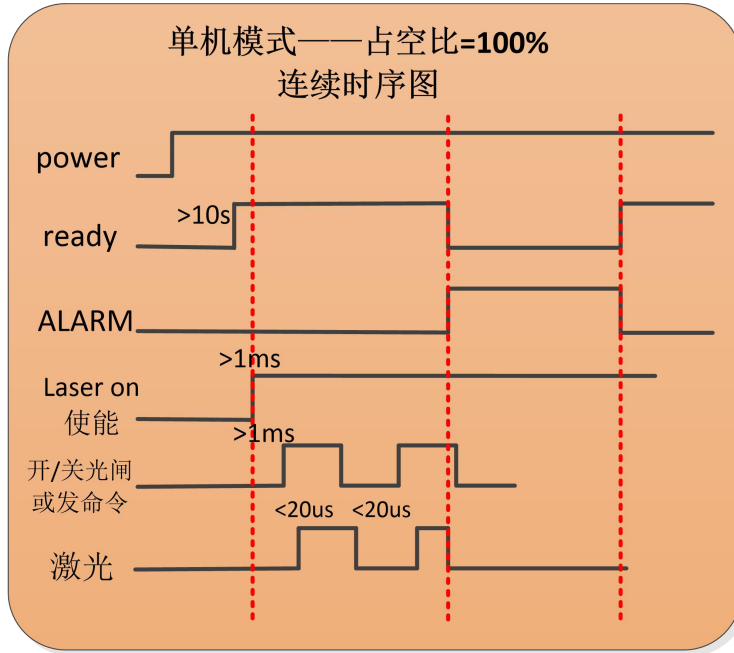 单机模式——占空比=100%
连续时序图
power
>10s
ready
ALARM
>1ms
Laser on
使能
>1ms
开/关光闸
或发命令
<20us <20us
激光